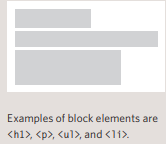 Examples of block elements are
<h1>, <p>, <ul>, and <li>.